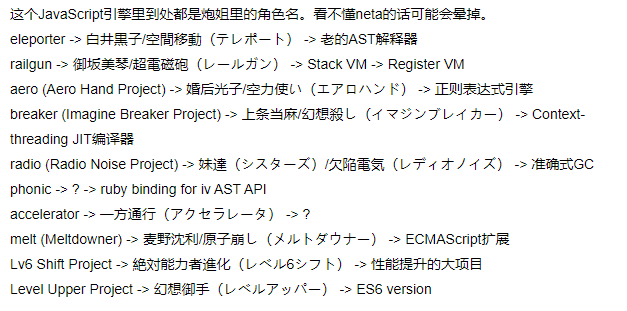 这个JavaScript引擎里到处都是炮姐里的角色名。看不懂neta的话可能会晕掉。
eleporter -> 白井黒子/空間移動（テレポート） -> 老的AST解释器
railgun -> 御坂美琴/超電磁砲（レールガン） -> Stack VM -> Register VM
aero (Aero Hand Project) -> 婚后光子/空力使い（エアロハンド） -> 正则表达式引擎
breaker (Imagine Breaker Project) -> 上条当麻/幻想殺し（イマジンブレイカー） -> Context-
threading JIT编译器
radio (Radio Noise Project) -> 妹達（シスターズ）/欠陥電気（レディオノイズ） -> 准确式GC
phonic -> ? -> ruby binding for iv AST API
accelerator -> 一方通行（アクセラレータ） -> ?
melt (Meltdowner) -> 麦野沈利/原子崩し（メルトダウナー） -> ECMAScript扩展
Lv6 Shift Project -> 絶対能力者進化（レベル6シフト） -> 性能提升的大项目
Level Upper Project -> 幻想御手（レベルアッパー） -> ES6 version